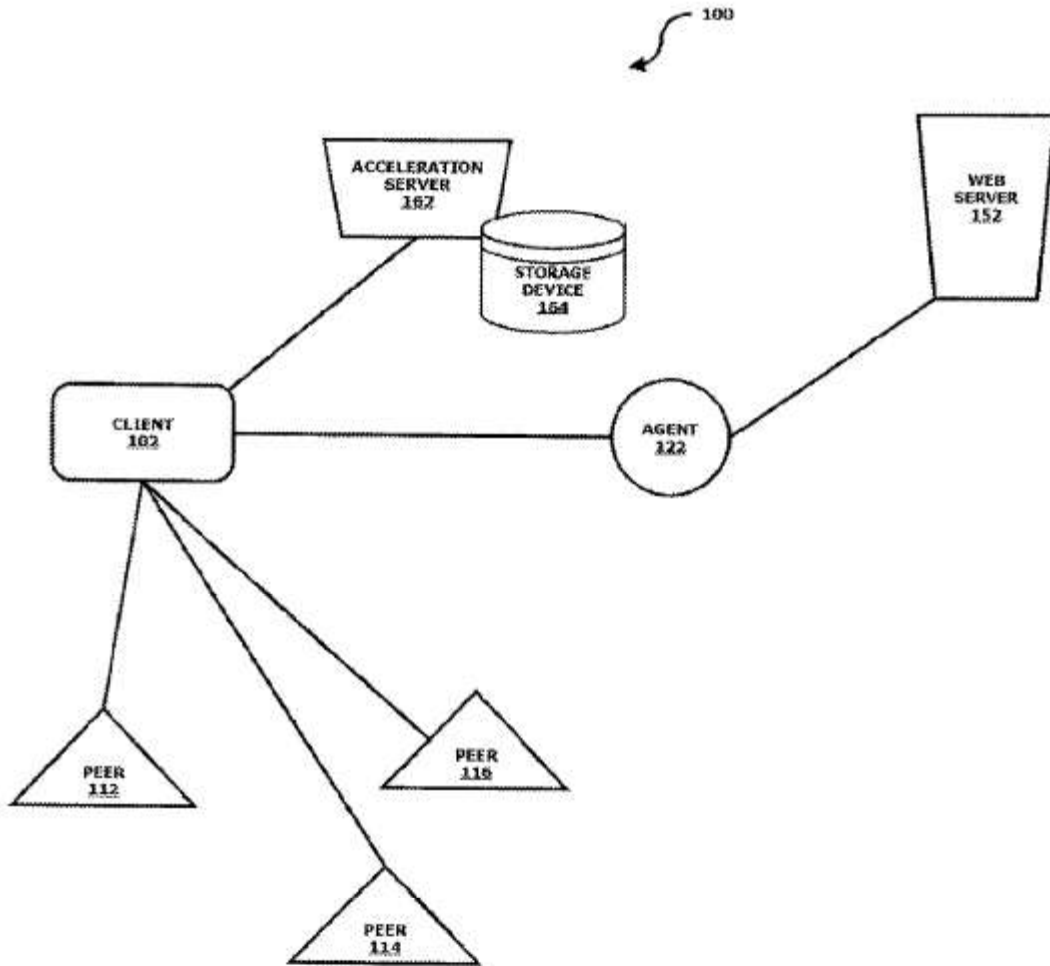 100
ACCELERATION
SERVER
162
WEB
SERVER
152
STORAGE
DEVICE
164
CLIENT
102
AGENT
122
PEER
112
PEER
116
PEER
114